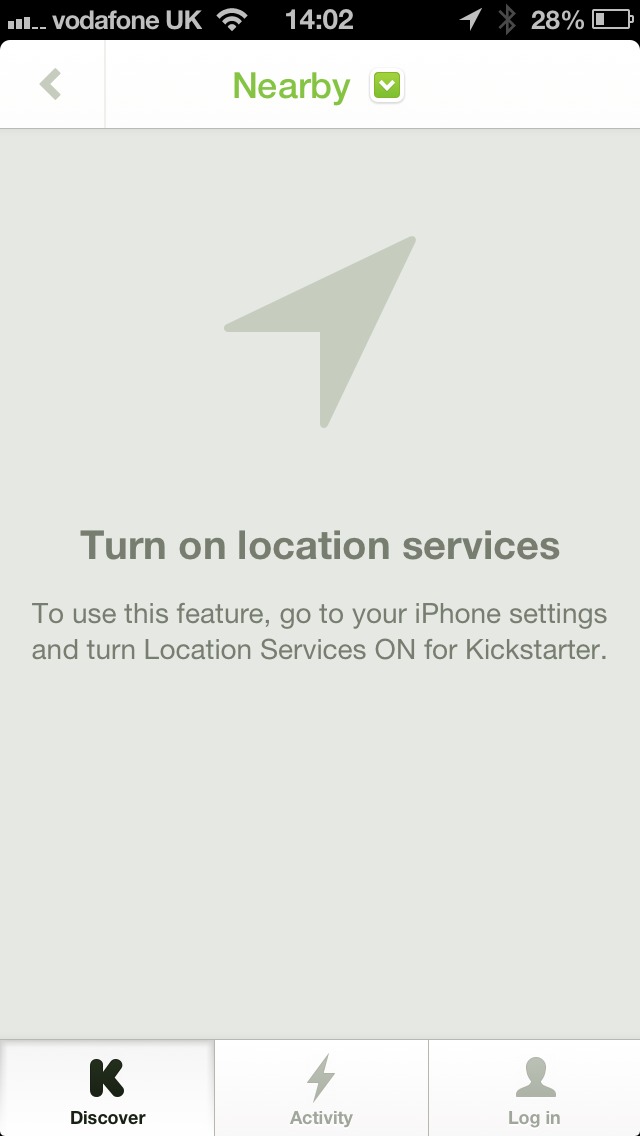 vodafone UK 14:02 28%
Nearby
Turn on location services
To use this feature, go to your iPhone settings
and turn Location Services ON for Kickstarter.
K
Discover Activity Log in